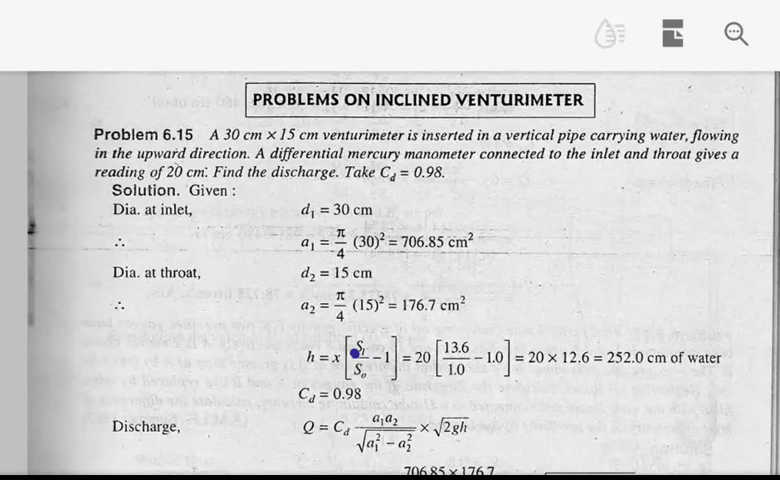 PROBLEMS ON INCLINED VENTURIMETER
Problem 6.15 A 30 cm × 15 cm venturimeter is inserted in a vertical pipe carrying water, flowing
in the upward direction. A differential mercury manometer connected to the inlet and throat gives a
reading of 20 cm. Find the discharge. Take C_d = 0.98.
Solution. Given :
Dia. at inlet, d₁ = 30 cm
∴ a₁ = π/4 (30)² = 706.85 cm²
Dia. at throat, d₂ = 15 cm
∴ a₂ = π/4 (15)² = 176.7 cm²
h = x [S/Sₒ − 1] = 20 [13.6/1.0 − 1.0] = 20 × 12.6 = 252.0 cm of water
C_d = 0.98
Discharge, Q = C_d a₁a₂/√(a₁² − a₂²) × √2gh
706.85 × 176.7